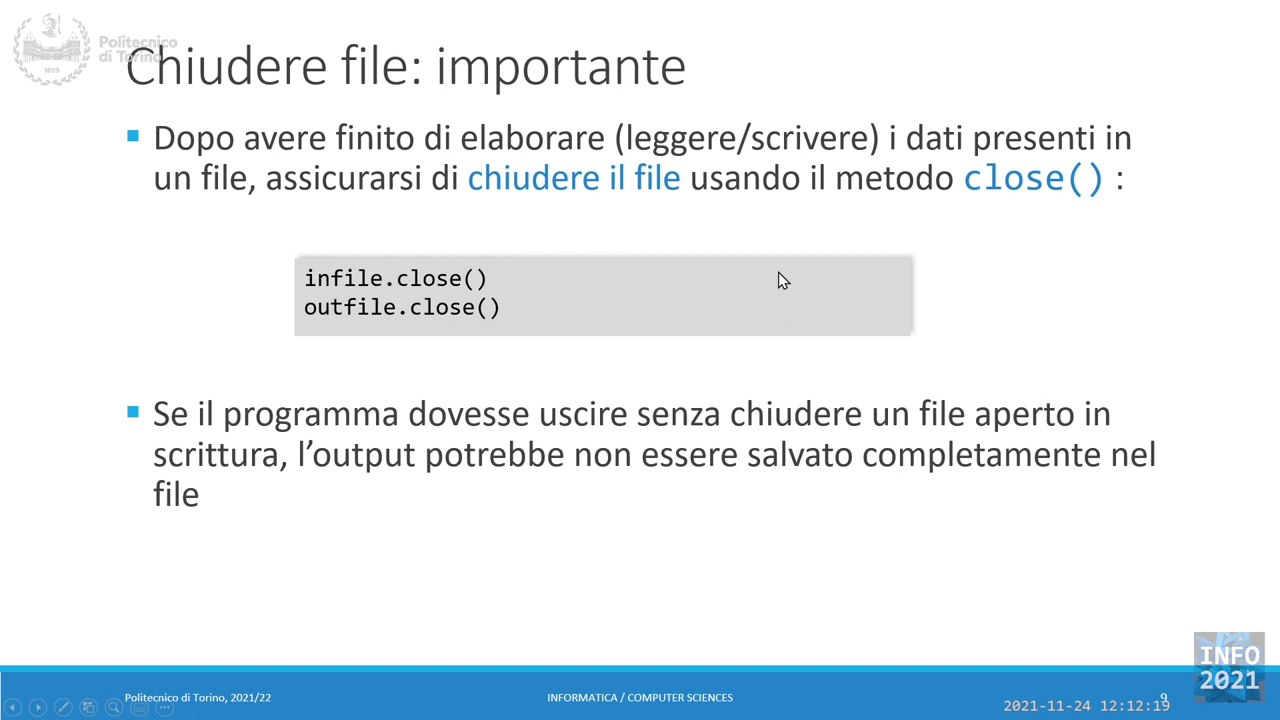 Politecnico
di Torino
1859
Chiudere file: importante
Dopo avere finito di elaborare (leggere/scrivere) i dati presenti in
un file, assicurarsi di chiudere il file usando il metodo close() :
infile.close()
outfile.close()
Se il programma dovesse uscire senza chiudere un file aperto in
scrittura, l’output potrebbe non essere salvato completamente nel
file
INFO
2021
Politecnico di Torino, 2021/22
INFORMATICA / COMPUTER SCIENCES
9
2021-11-24 12:12:19